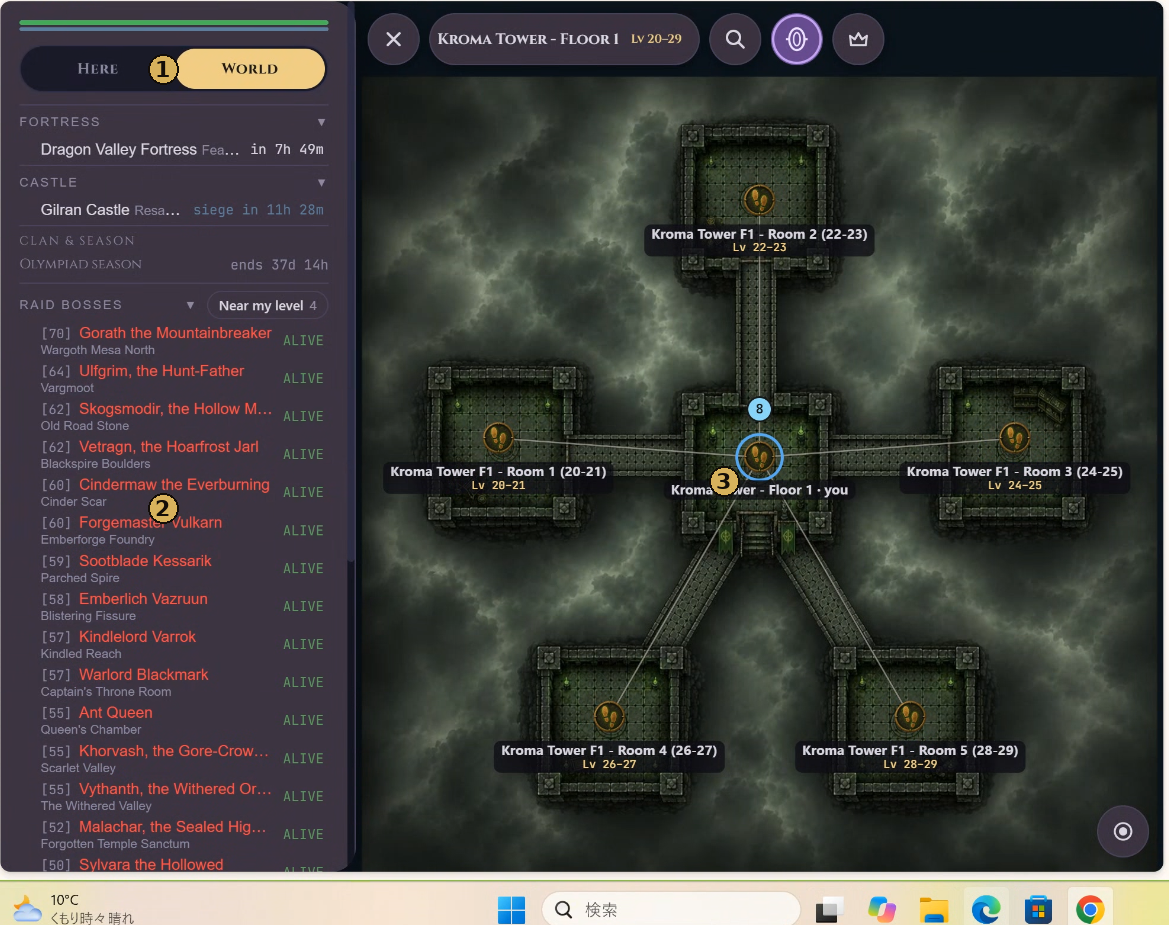 HERE
1
WORLD
FORTRESS ▼
Dragon Valley Fortress Fea... in 7h 49m
CASTLE ▼
Gilran Castle Resa... siege in 11h 28m
CLAN & SEASON
OLYMPIAD SEASON ends 37d 14h
RAID BOSSES ▼ Near my level 4
[70] Gorath the Mountainbreaker ALIVE
Wargoth Mesa North
[64] Ulfgrim, the Hunt-Father ALIVE
Vargmoot
[62] Skogsmodir, the Hollow M... ALIVE
Old Road Stone
[62] Vetragn, the Hoarfrost Jarl ALIVE
Blackspire Boulders
[60] Cindermaw the Everburning ALIVE
Cinder Scar
2
[60] Forgemaster Vulkarn ALIVE
Emberforge Foundry
[59] Sootblade Kessarik ALIVE
Parched Spire
[58] Emberlich Vazruun ALIVE
Blistering Fissure
[57] Kindlelord Varrok ALIVE
Kindled Reach
[57] Warlord Blackmark ALIVE
Captain's Throne Room
[55] Ant Queen ALIVE
Queen's Chamber
[55] Khorvash, the Gore-Crow... ALIVE
Scarlet Valley
[55] Vythanth, the Withered Or... ALIVE
The Withered Valley
[52] Malachar, the Sealed Hig... ALIVE
Forgotten Temple Sanctum
[50] Sylvara the Hollowed ALIVE
KROMA TOWER - FLOOR 1 Lv 20–29
Kroma Tower F1 - Room 2 (22-23)
Lv 22–23
8
Kroma Tower F1 - Room 1 (20-21)
Lv 20–21
3
Kroma Tower - Floor 1 · you
Kroma Tower F1 - Room 3 (24-25)
Lv 24–25
Kroma Tower F1 - Room 4 (26-27)
Lv 26–27
Kroma Tower F1 - Room 5 (28-29)
Lv 28–29
10°C
くもり時々晴れ
検索